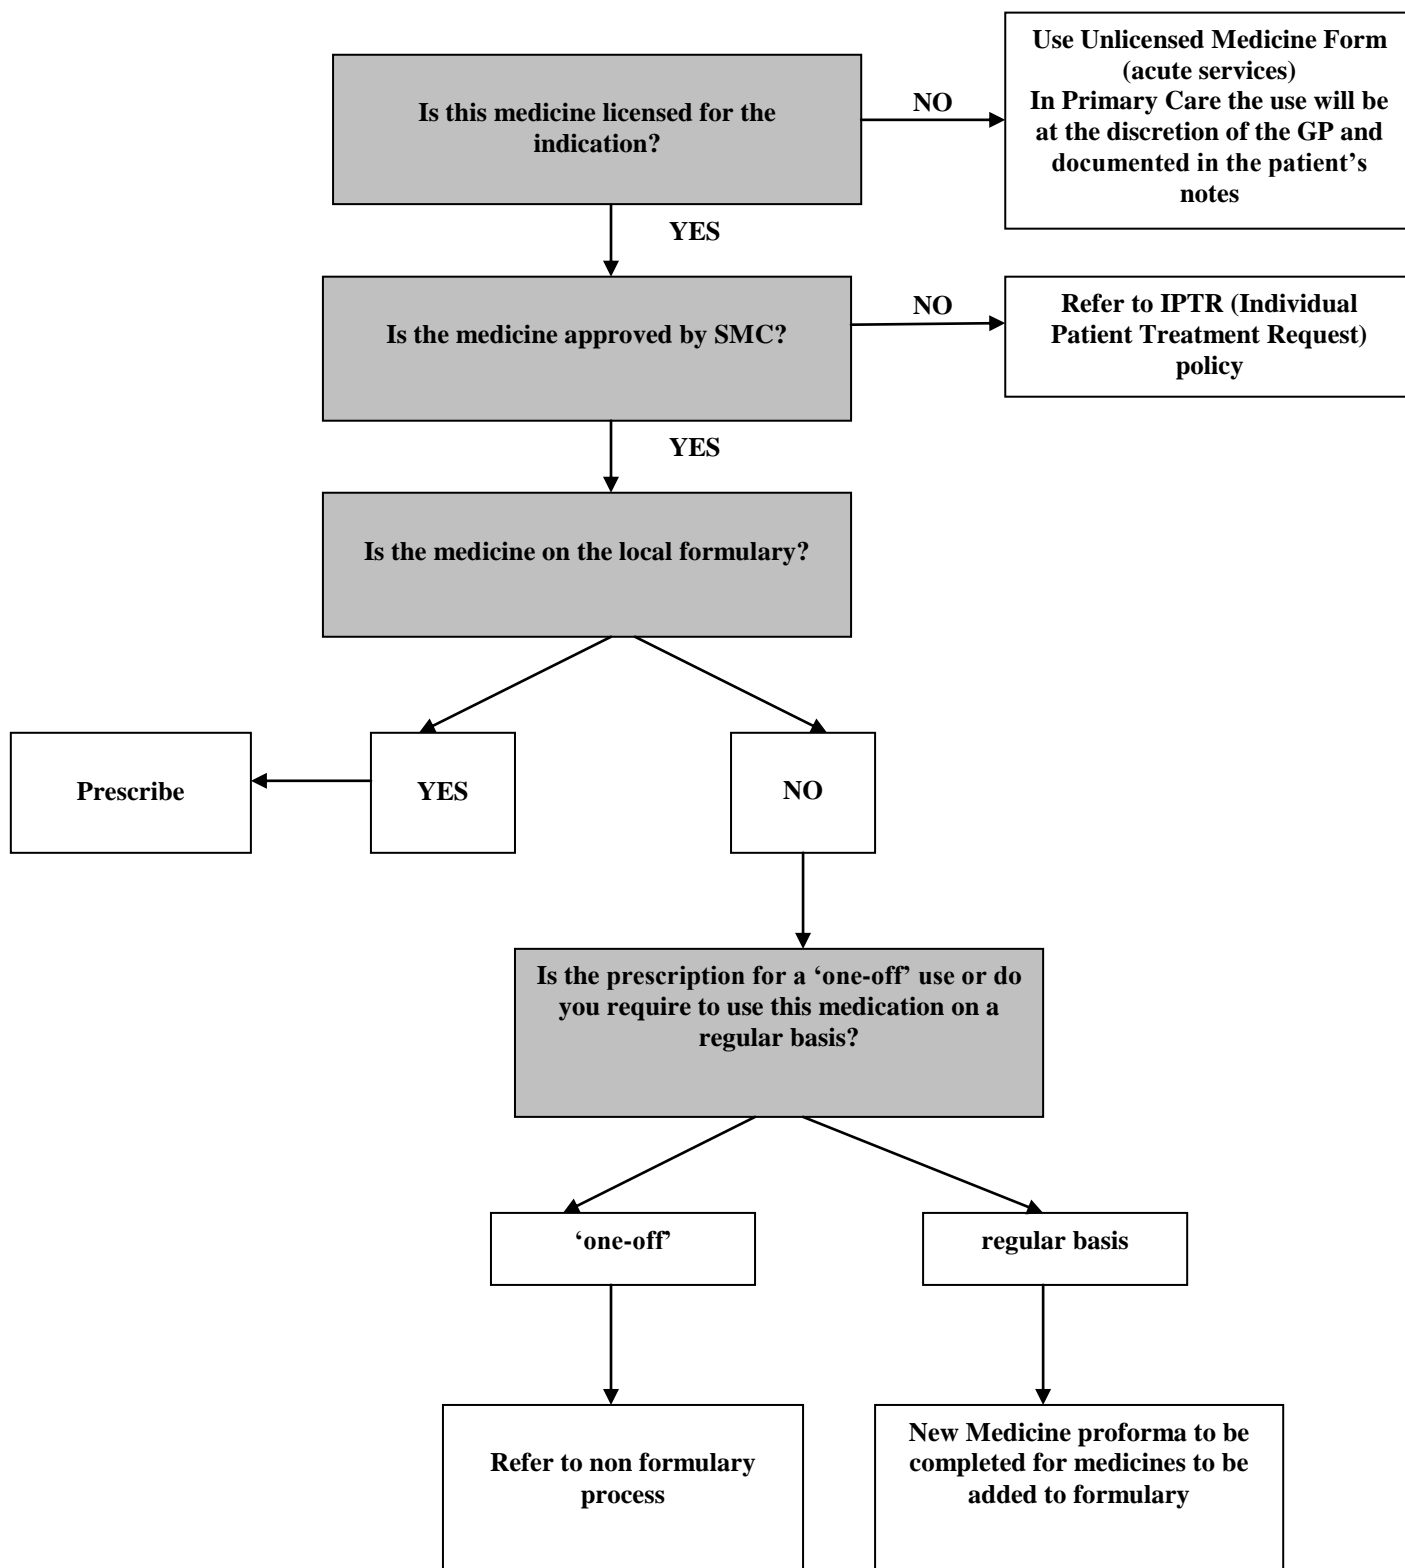 Is this medicine licensed for the
indication?
NO
Use Unlicensed Medicine Form
(acute services)
In Primary Care the use will be
at the discretion of the GP and
documented in the patient’s
notes
YES
Is the medicine approved by SMC?
NO
Refer to IPTR (Individual
Patient Treatment Request)
policy
YES
Is the medicine on the local formulary?
Prescribe
YES
NO
Is the prescription for a ‘one-off’ use or do
you require to use this medication on a
regular basis?
‘one-off’
regular basis
Refer to non formulary
process
New Medicine proforma to be
completed for medicines to be
added to formulary